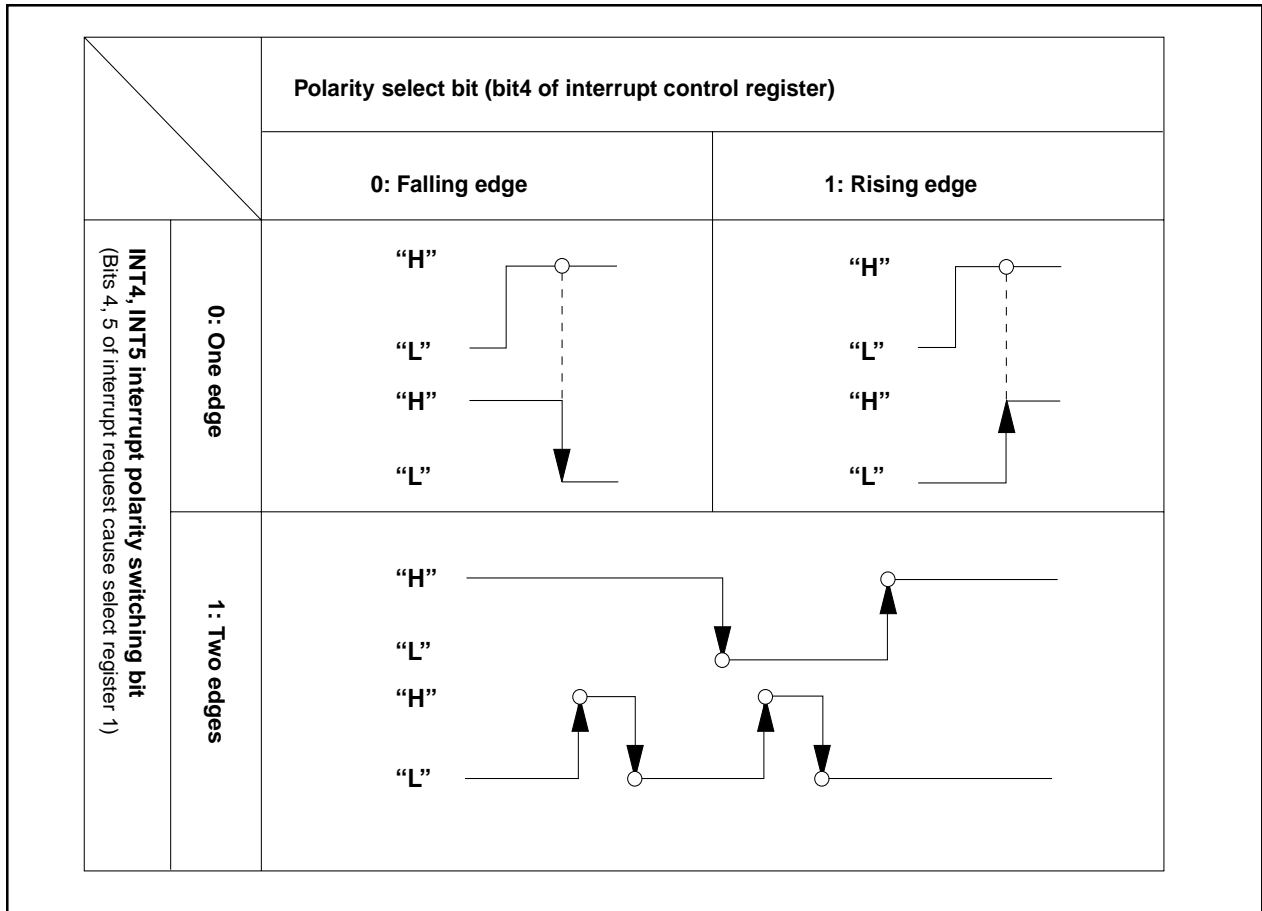 Polarity select bit (bit4 of interrupt control register)
0: Falling edge
1: Rising edge
INT4, INT5 interrupt polarity switching bit
(Bits 4, 5 of interrupt request cause select register 1)
0: One edge
“H”
“L”
“H”
“L”
“H”
“L”
“H”
“L”
1: Two edges
“H”
“L”
“H”
“L”